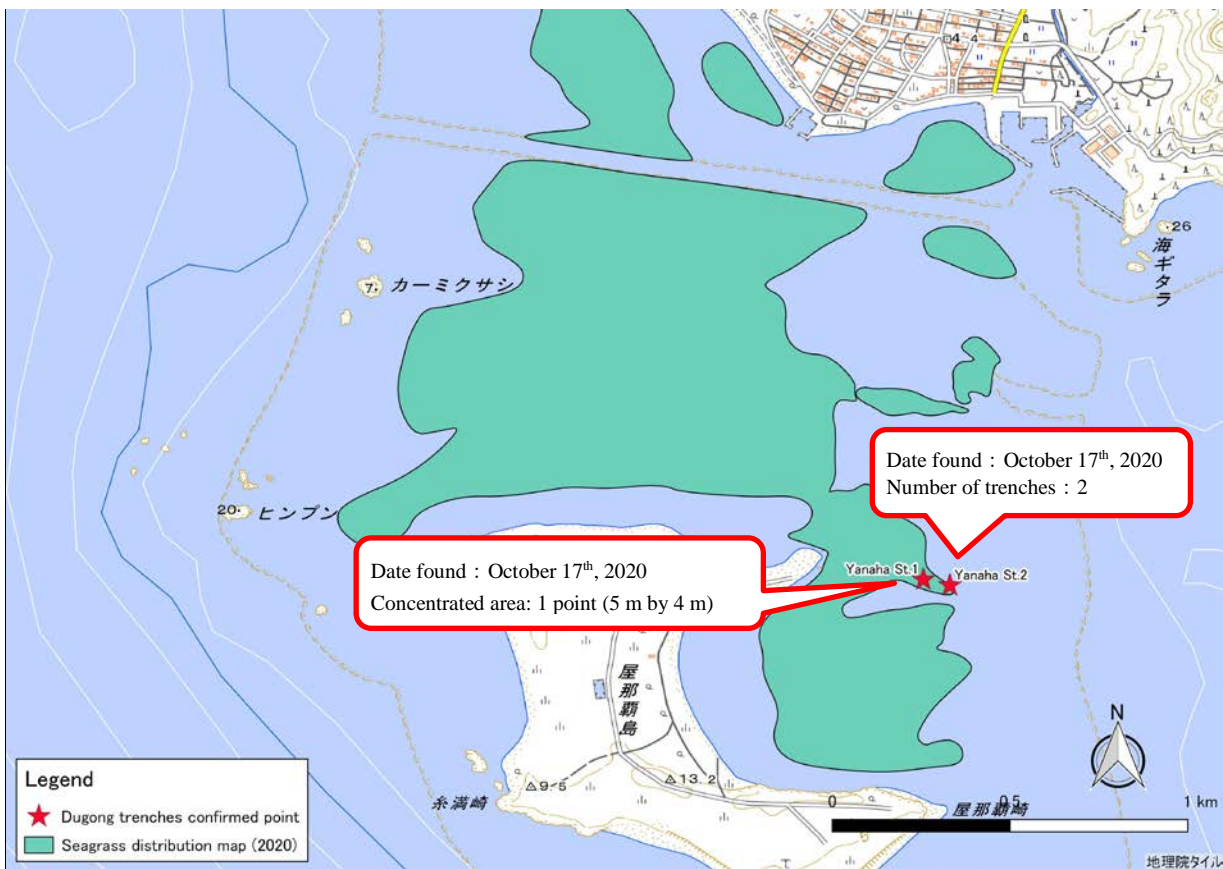 4.4
26
海ギタラ
7.
カーミクサシ
20.
ヒンプン
Date found : October 17th, 2020
Number of trenches : 2
Date found : October 17th, 2020
Concentrated area: 1 point (5 m by 4 m)
Yanaha St.1
Yanaha St.2
屋那覇島
N
Legend
Dugong trenches confirmed point
Seagrass distribution map (2020)
9.5
13.2
糸満崎
屋那覇崎
0
0.5
1 km
地理院タイル